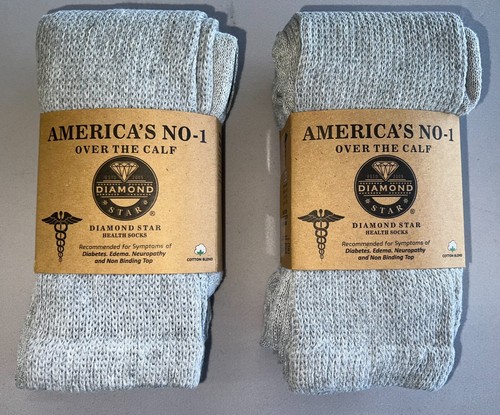 AMERICA'S NO-1
OVER THE CALF
DIAMOND
STAR
®
DIAMOND STAR
HEALTH SOCKS
Recommended for Symptoms of
Diabetes, Edema, Neuropathy
and Non Binding Top
COTTON BLEND
AMERICA'S NO-1
OVER THE CALF
DIAMOND
STAR
®
DIAMOND STAR
HEALTH SOCKS
Recommended for Symptoms of
Diabetes, Edema, Neuropathy
and Non Binding Top
COTTON BLEND